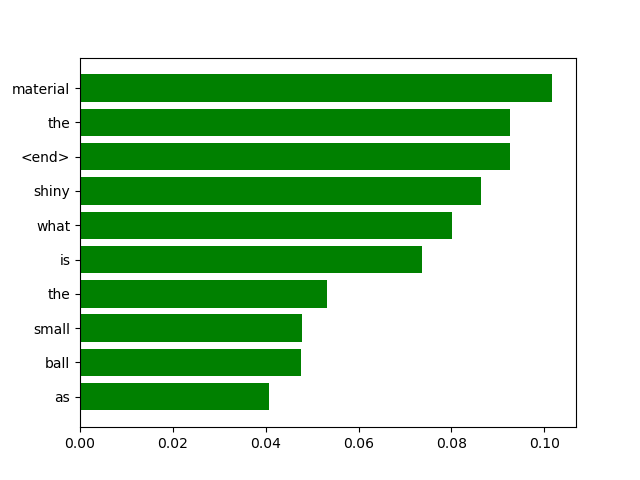 material
the
<end>
shiny
what
is
the
small
ball
as
0.00 0.02 0.04 0.06 0.08 0.10